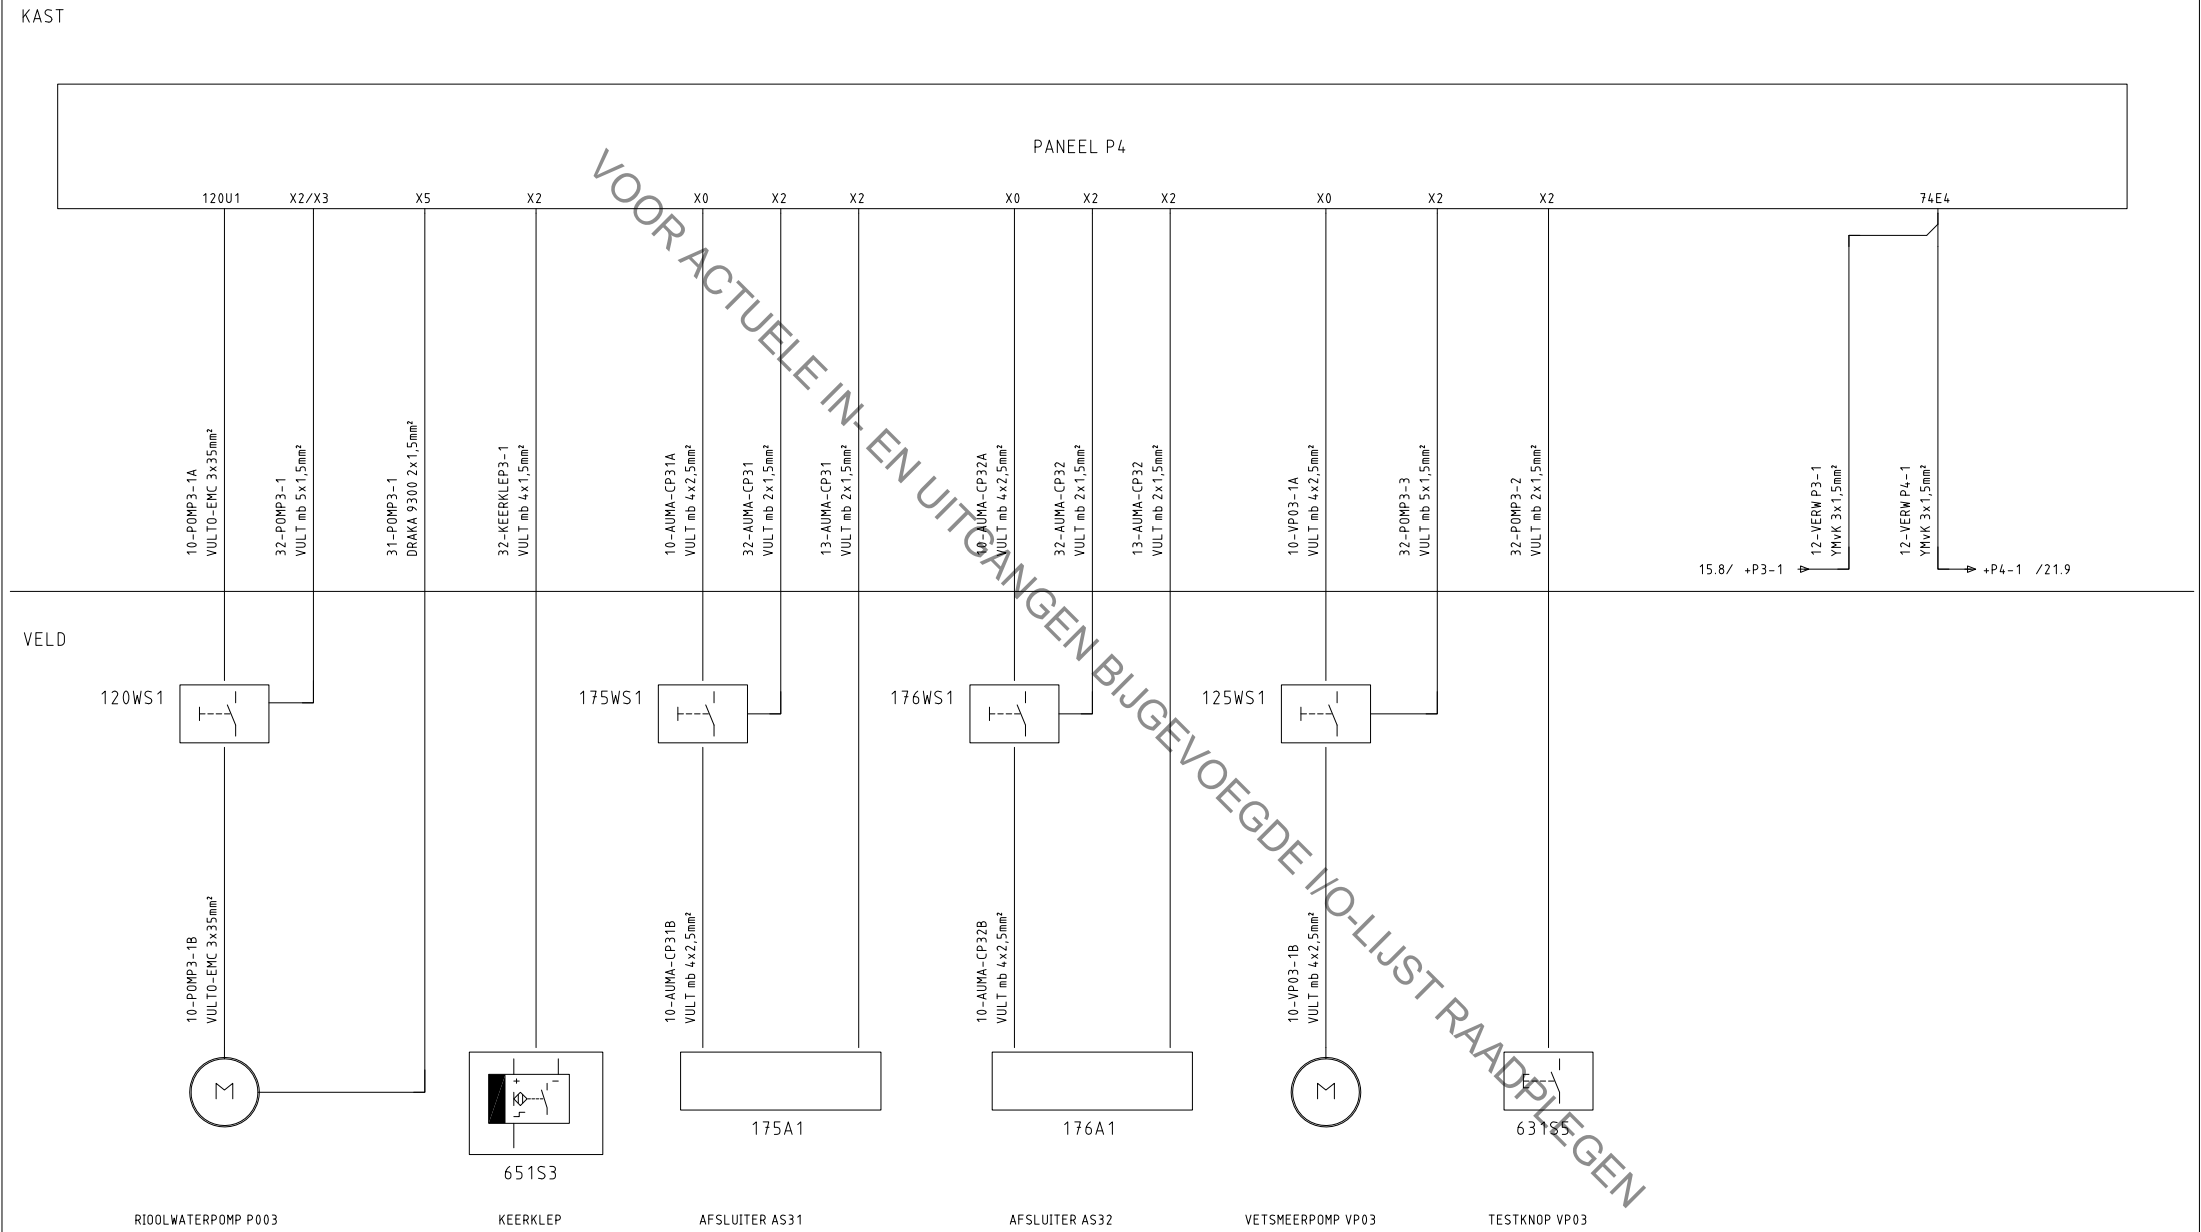 KAST
PANEEL P4
120U1 X2/X3 X5 X2 X0 X2 X2 X0 X2 X2 X0 X2 X2 74E4
10-POMP3-1A
VULTO-EMC 3x35mm²
32-POMP3-1
VULT mb 5x1,5mm²
31-POMP3-1
DRAKA 9300 2x1,5mm²
32-KEERKLEP3-1
VULT mb 4x1,5mm²
10-AUMA-CP31A
VULT mb 4x2,5mm²
32-AUMA-CP31
VULT mb 2x1,5mm²
13-AUMA-CP31
VULT mb 2x1,5mm²
10-AUMA-CP32A
VULT mb 4x2,5mm²
32-AUMA-CP32
VULT mb 2x1,5mm²
13-AUMA-CP32
VULT mb 2x1,5mm²
10-VP03-1A
VULT mb 4x2,5mm²
32-POMP3-3
VULT mb 5x1,5mm²
32-POMP3-2
VULT mb 2x1,5mm²
12-VERW P3-1
YMvK 3x1,5mm²
12-VERW P4-1
YMvK 3x1,5mm²
15.8/ +P3-1
+P4-1 /21.9
VOOR ACTUELE IN- EN UITGANGEN BIJGEVOEGDE I/O-LIJST RAADPLEGEN
VELD
120WS1 175WS1 176WS1 125WS1
10-POMP3-1B
VULTO-EMC 3x35mm²
10-AUMA-CP31B
VULT mb 4x2,5mm²
10-AUMA-CP32B
VULT mb 4x2,5mm²
10-VP03-1B
VULT mb 4x2,5mm²
M
M
175A1 176A1 631S5
651S3
RIOOLWATERPOMP P003 KEERKLEP AFSLUITER AS31 AFSLUITER AS32 VETSMEERPOMP VP03 TESTKNOP VP03